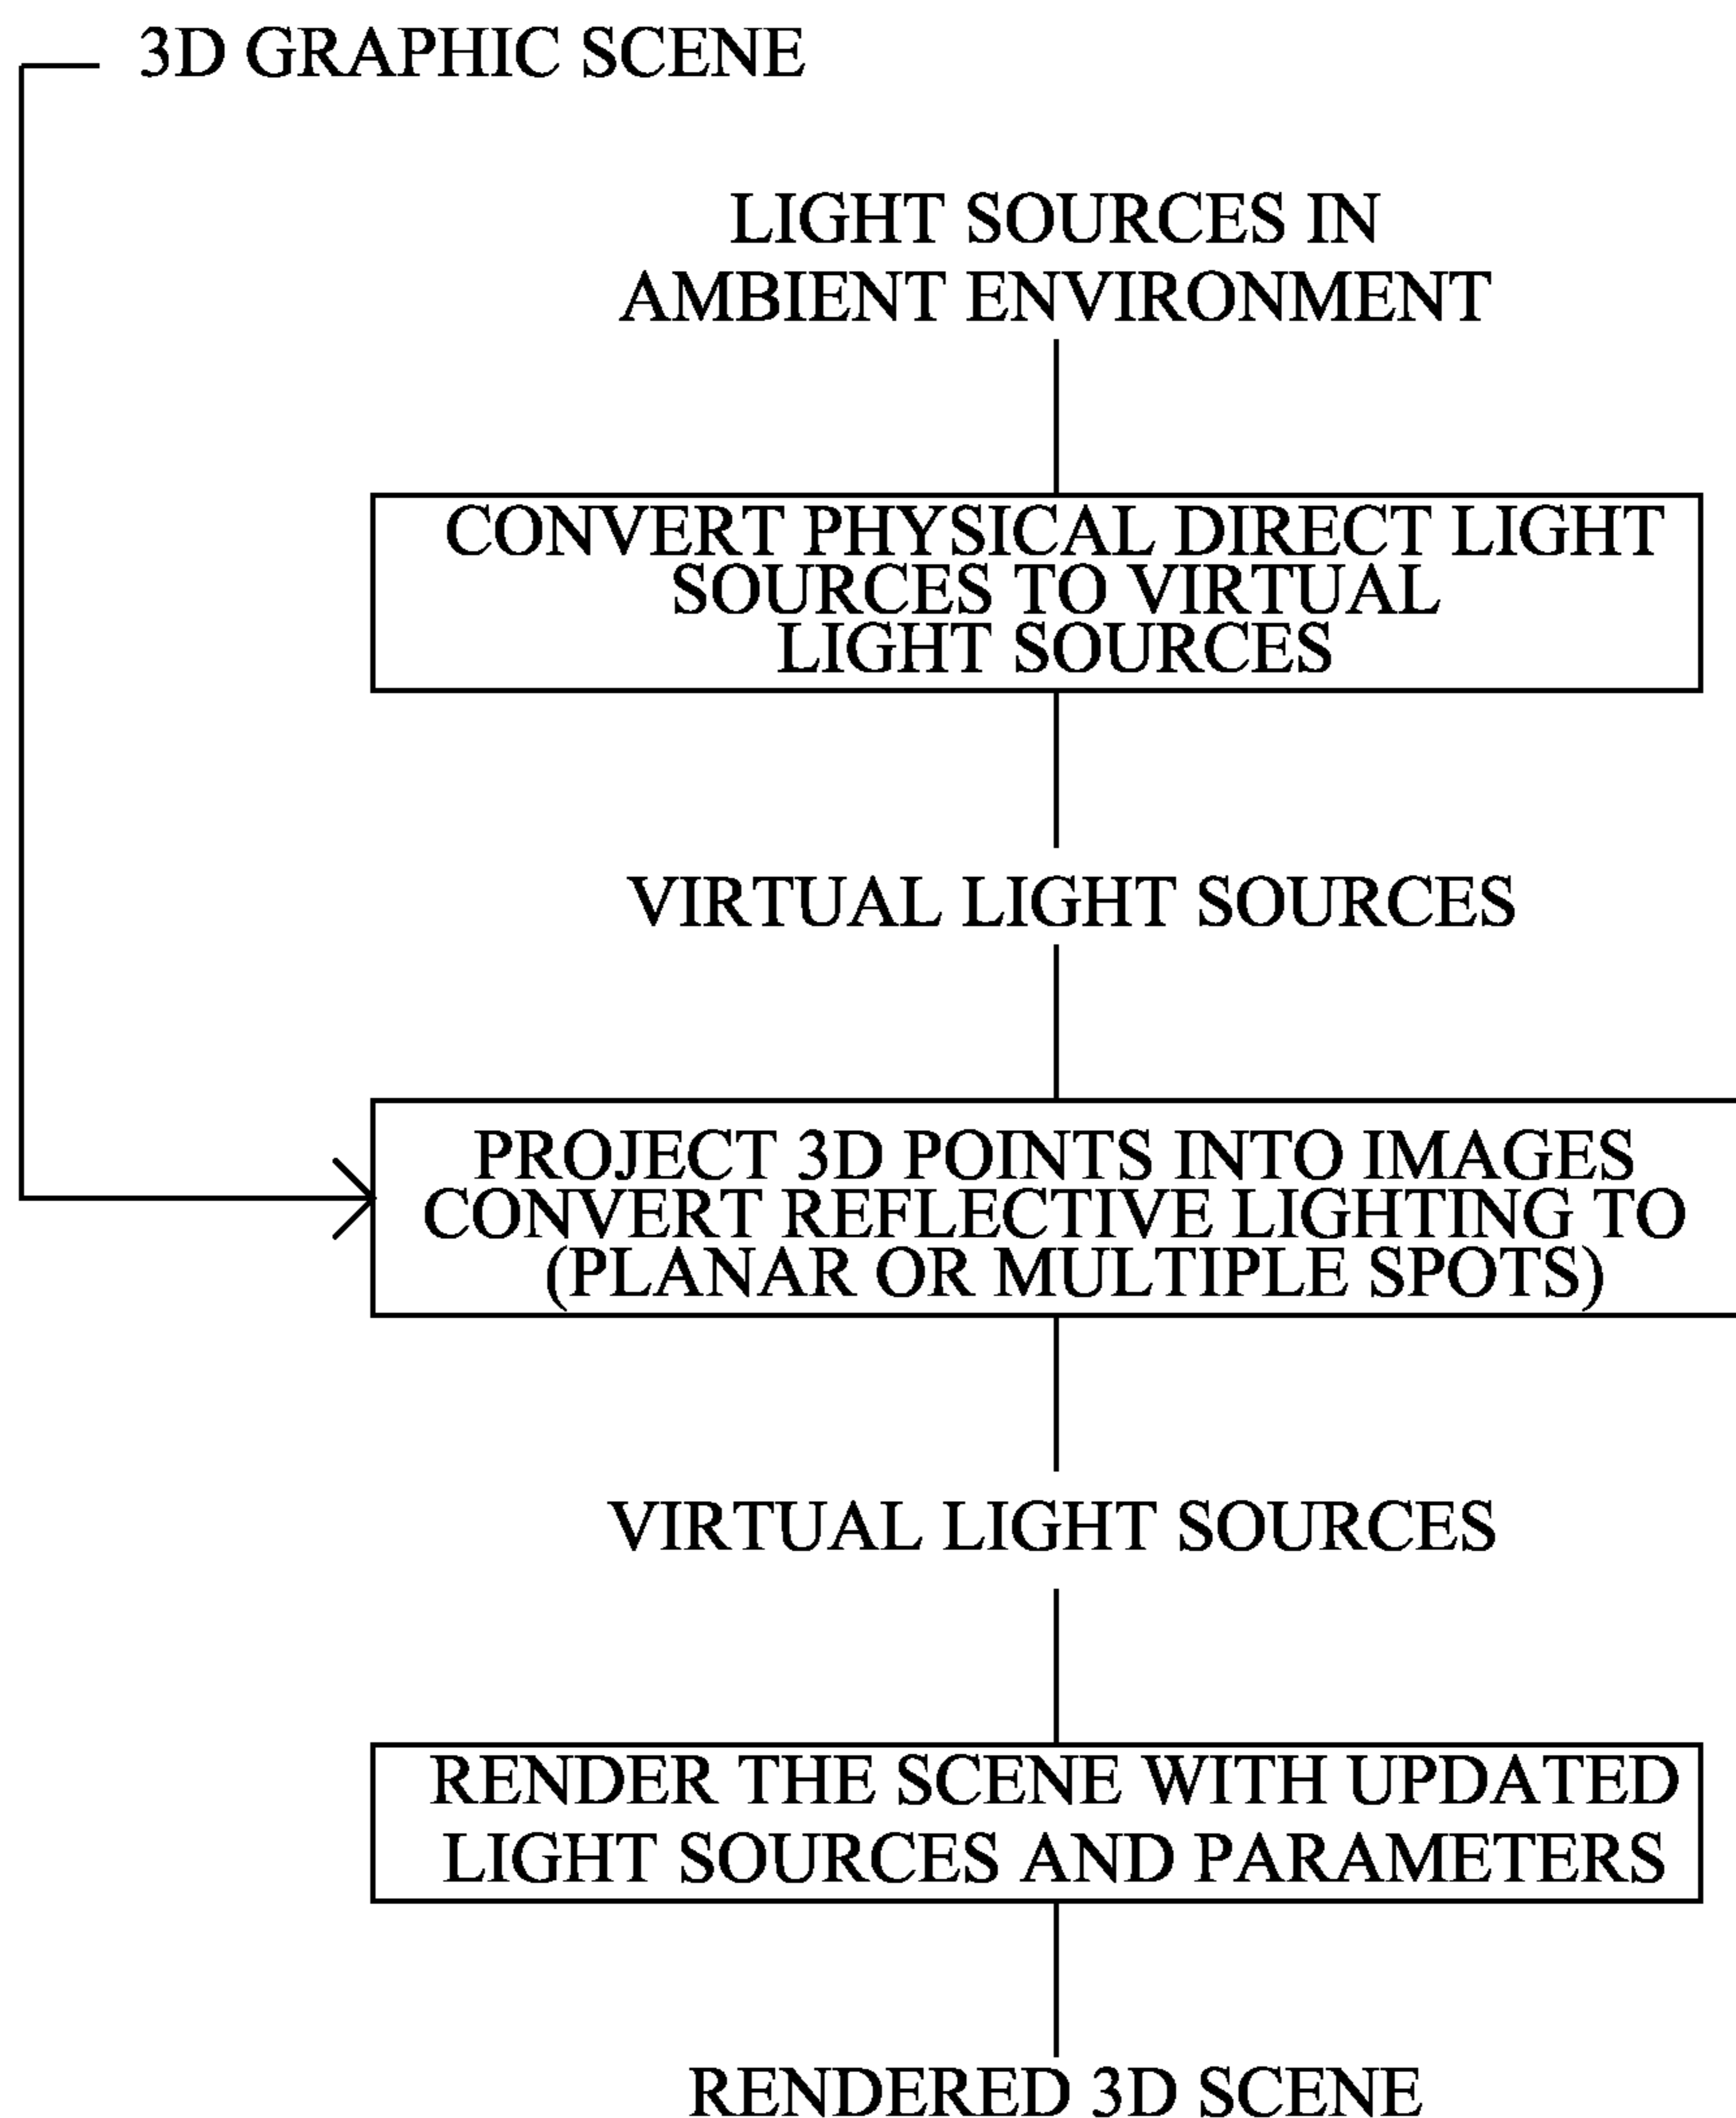 3D GRAPHIC SCENE
LIGHT SOURCES IN
AMBIENT ENVIRONMENT
CONVERT PHYSICAL DIRECT LIGHT
SOURCES TO VIRTUAL
LIGHT SOURCES
VIRTUAL LIGHT SOURCES
PROJECT 3D POINTS INTO IMAGES
CONVERT REFLECTIVE LIGHTING TO
(PLANAR OR MULTIPLE SPOTS)
VIRTUAL LIGHT SOURCES
RENDER THE SCENE WITH UPDATED
LIGHT SOURCES AND PARAMETERS
RENDERED 3D SCENE